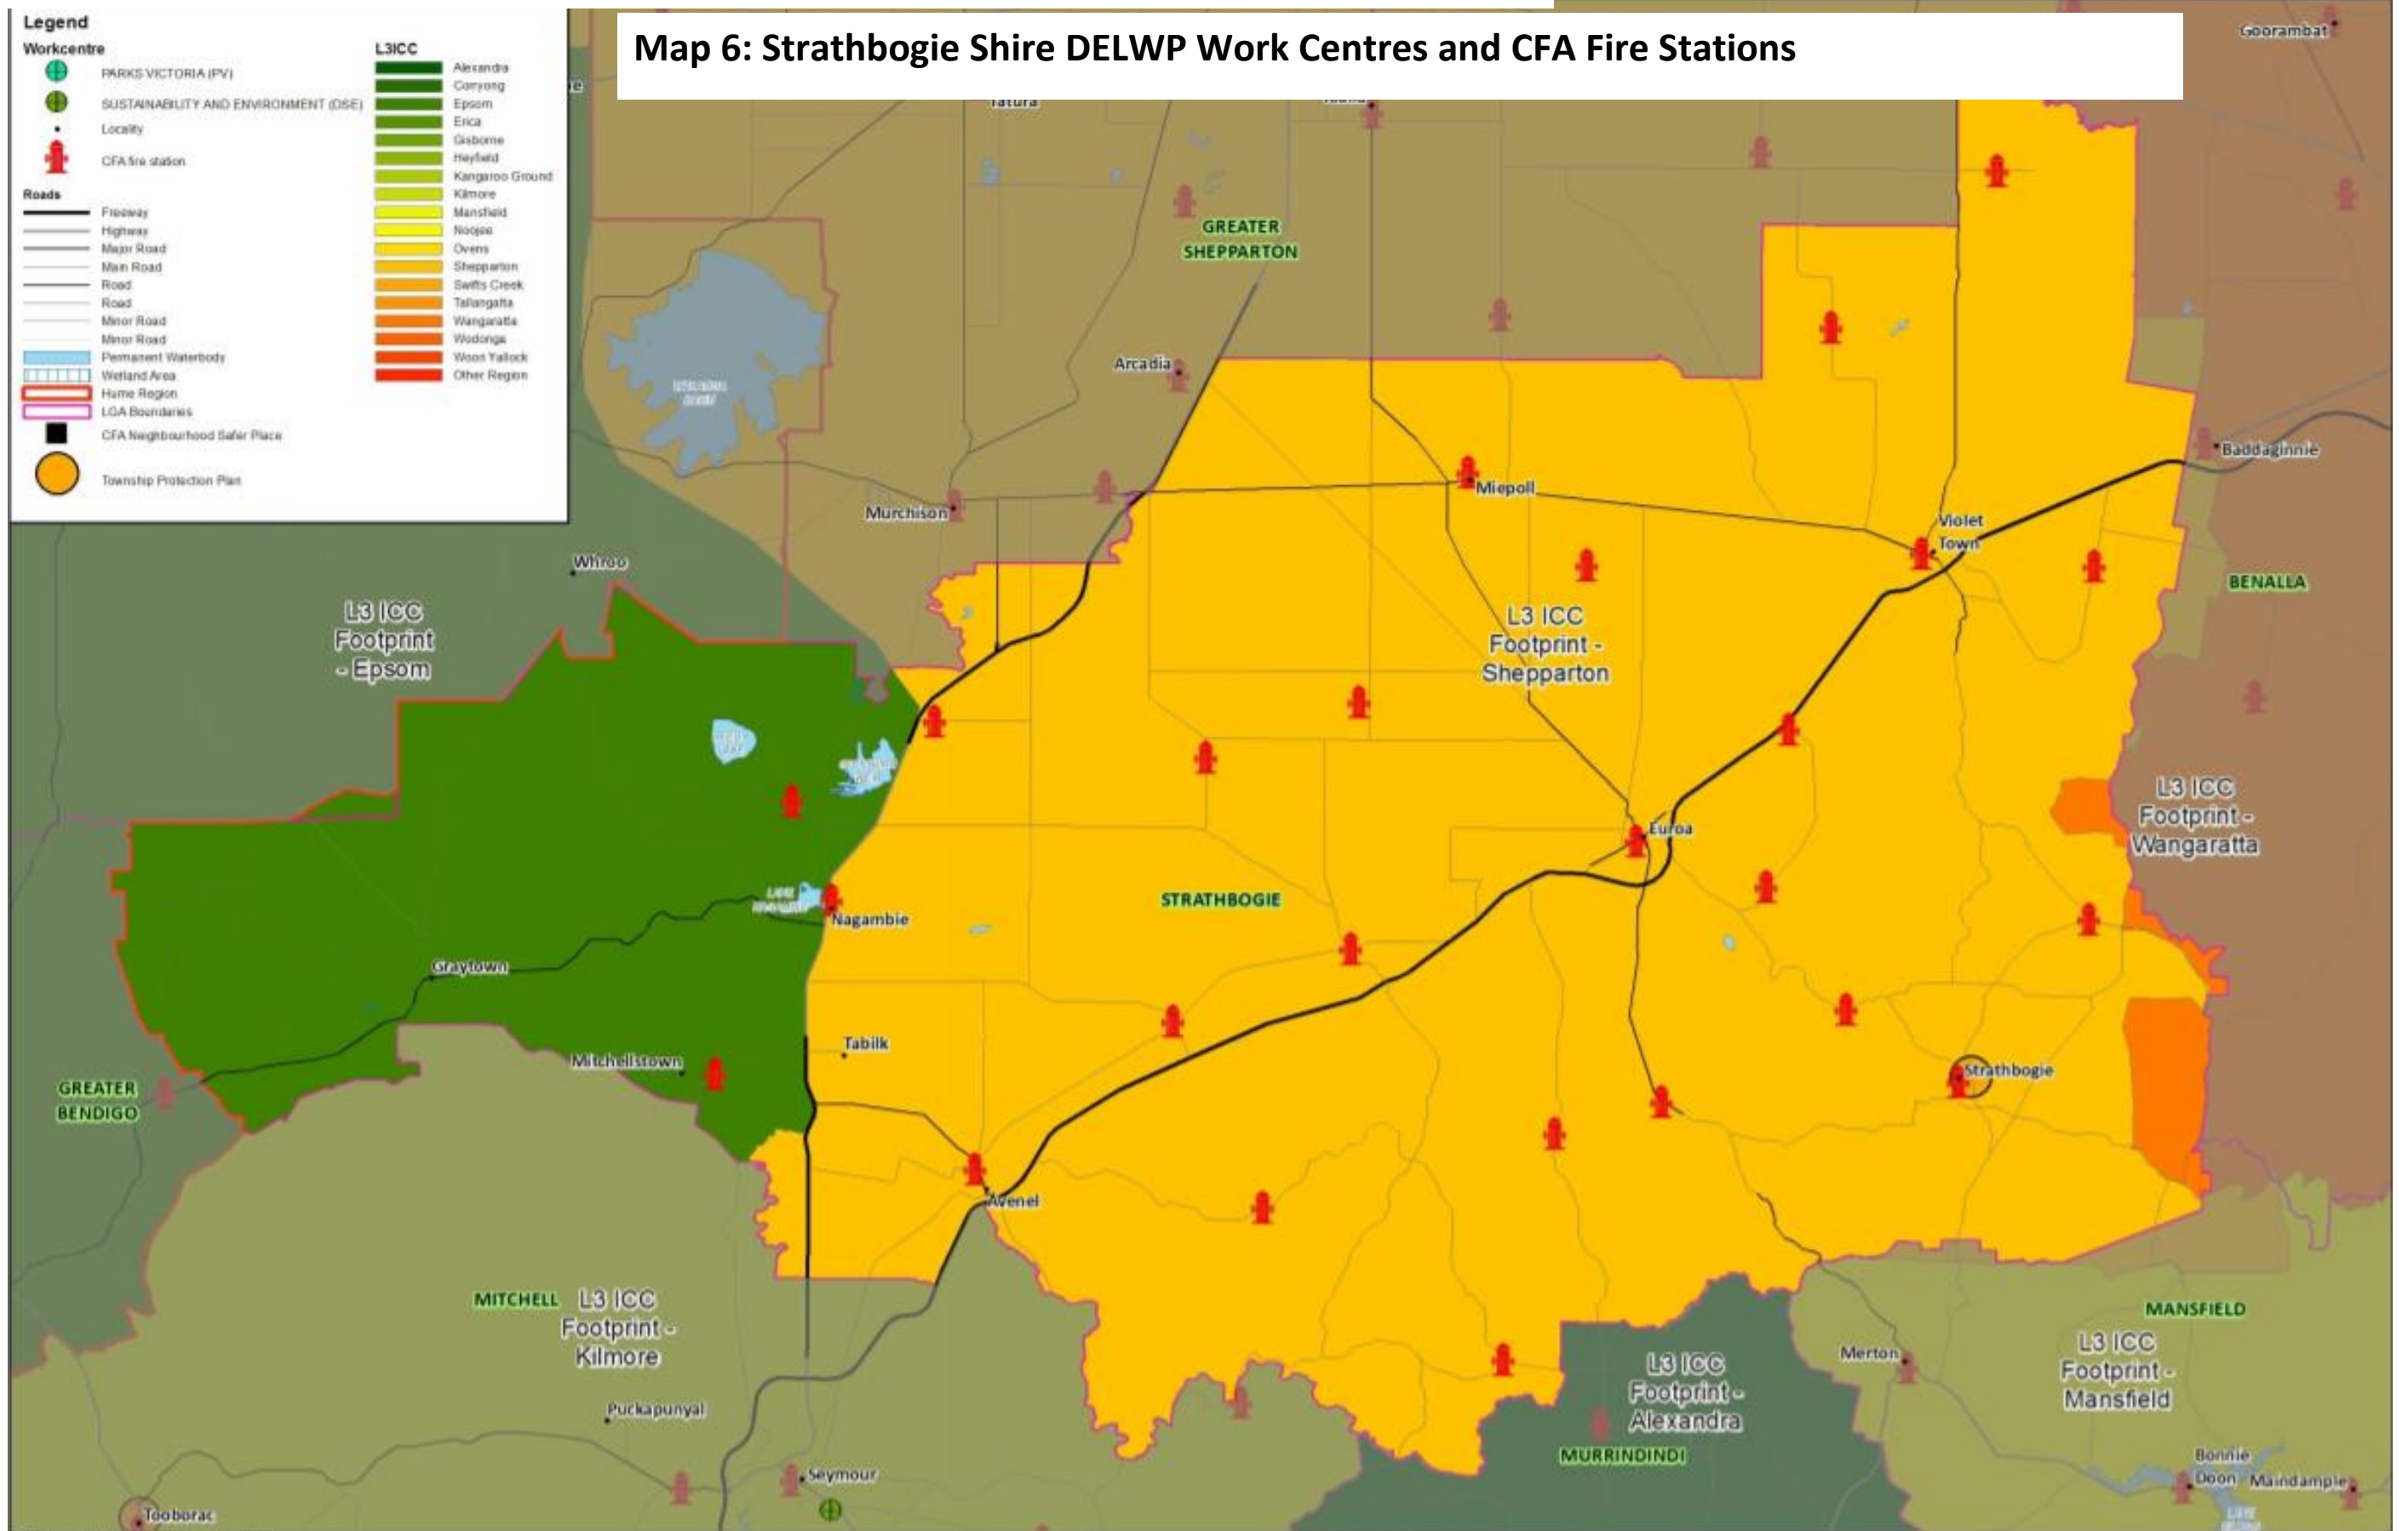 Map 6: Strathbogie Shire DELWP Work Centres and CFA Fire Stations
Legend
Workcentre
PARKS VICTORIA (PV)
SUSTAINABILITY AND ENVIRONMENT (DSE)
Locality
CFA fire station
Roads
Freeway
Highway
Major Road
Main Road
Road
Road
Minor Road
Minor Road
Permanent Waterbody
Wetland Area
Hume Region
LGA Boundaries
CFA Neighbourhood Safer Place
Township Protection Plan
L3ICC
Alexandra
Corryong
Epsom
Erica
Gisborne
Heyfield
Kangaroo Ground
Kilmore
Mansfield
Noojee
Ovens
Shepparton
Swifts Creek
Tallangatta
Wangaratta
Wodonga
Woori Yallock
Other Region
Goorambat
Tatura
GREATER
SHEPPARTON
Arcadia
Baddaginnie
Murchison
Miepoll
Violet
Town
Whroo
BENALLA
L3 ICC
Footprint
- Epsom
L3 ICC
Footprint -
Shepparton
L3 ICC
Footprint -
Wangaratta
Euroa
STRATHBOGIE
Nagambie
Graytown
Tabilk
Mitchellstown
Strathbogie
GREATER
BENDIGO
Avenel
MITCHELL
L3 ICC
Footprint -
Kilmore
MANSFIELD
L3 ICC
Footprint -
Mansfield
Merton
L3 ICC
Footprint -
Alexandra
MURRINDINDI
Puckapunyal
Seymour
Bonnie
Doon
Maindample
Tooborac